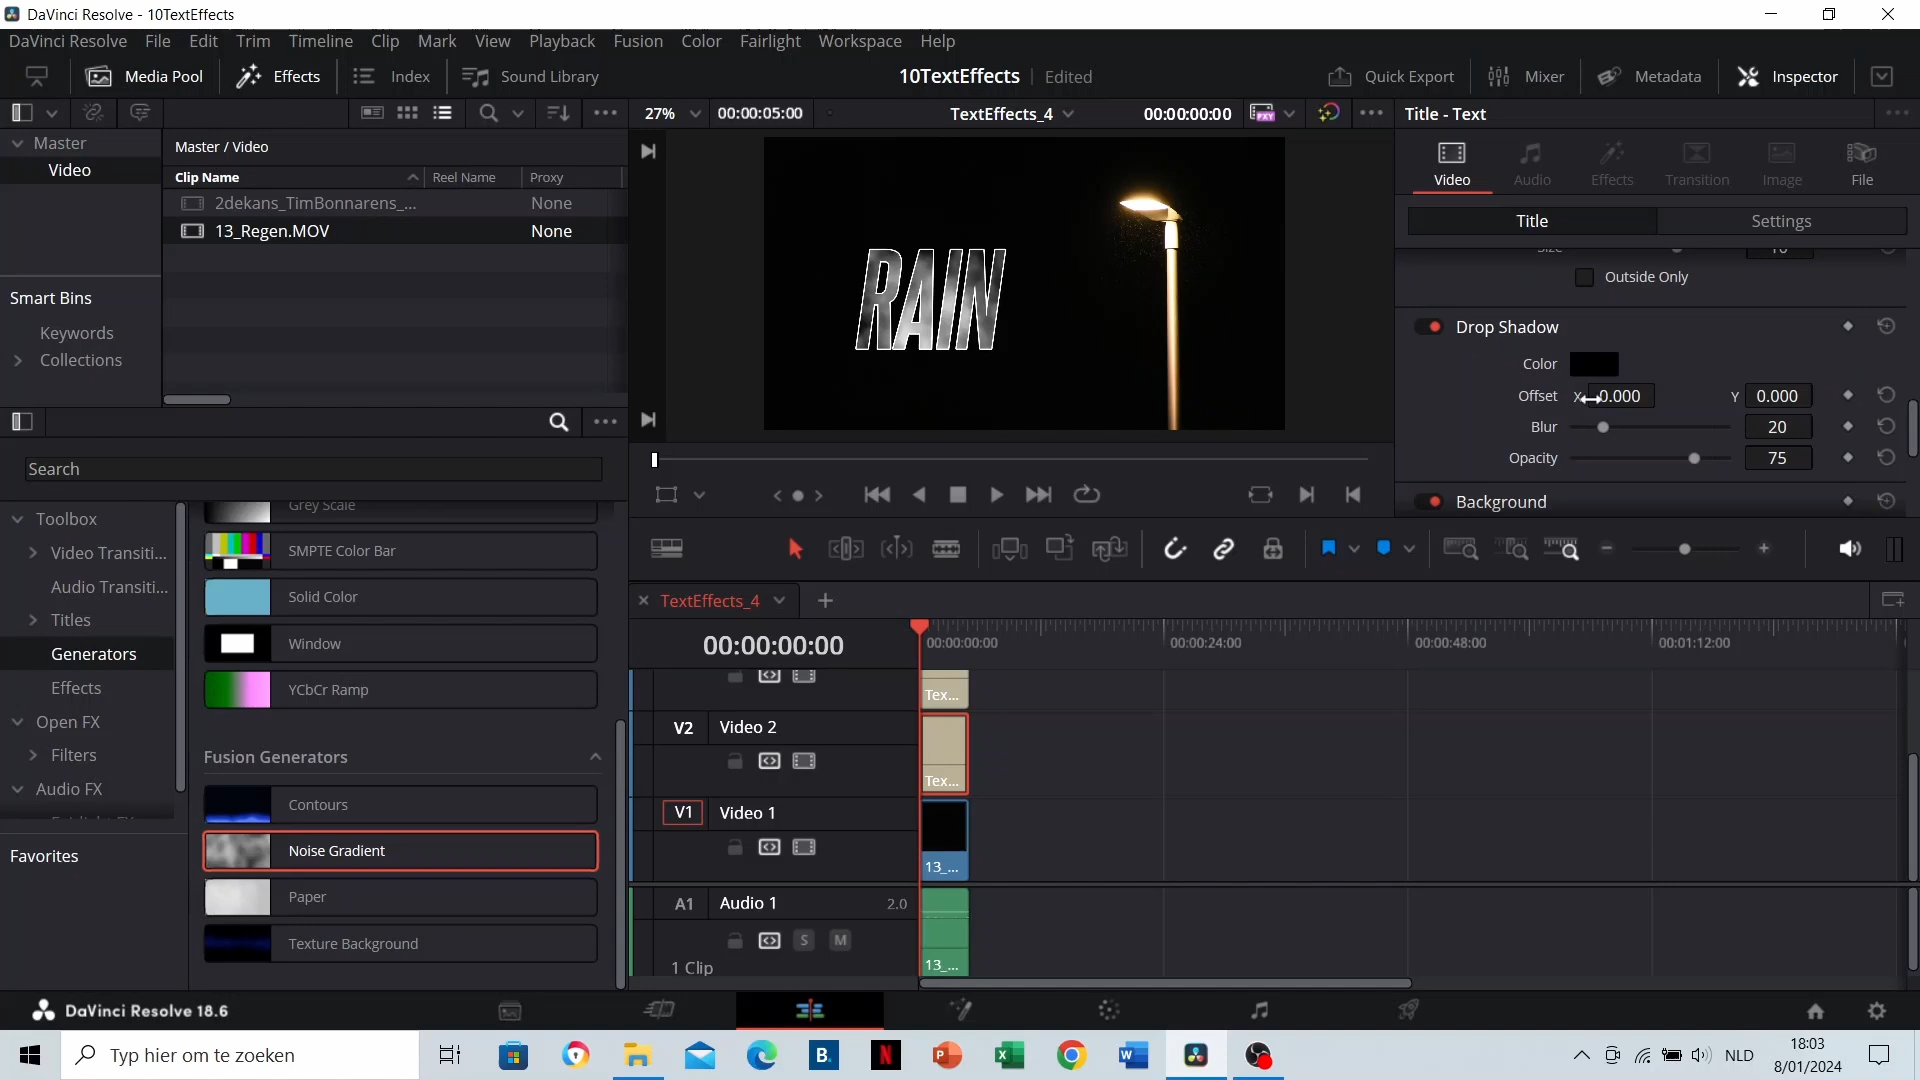 DaVinci Resolve - 10TextEffects
DaVinci Resolve File Edit Trim Timeline Clip Mark View Playback Fusion Color Fairlight Workspace Help
Media Pool Effects Index Sound Library 10TextEffects Edited Quick Export Mixer Metadata Inspector
27% 00:00:05:00 TextEffects_4 00:00:00:00 PXY Title - Text
Master
Video
Master / Video
Clip Name Reel Name Proxy
2dekans_TimBonnarens_... None
13_Regen.MOV None
Smart Bins
Keywords
Collections
RAIN
Video Audio Effects Transition Image File
Title Settings
Size 10
Outside Only
Drop Shadow
Color
Offset X 0.000 Y 0.000
Blur 20
Opacity 75
Background
Search
Toolbox
Video Transiti...
Audio Transiti...
Titles
Generators
Effects
Open FX
Filters
Audio FX
Favorites
Grey Scale
SMPTE Color Bar
Solid Color
Window
YCbCr Ramp
Fusion Generators
Contours
Noise Gradient
Paper
Texture Background
TextEffects_4
00:00:00:00 00:00:00:00 00:00:24:00 00:00:48:00 00:01:12:00
Tex...
V2 Video 2
Tex...
V1 Video 1
13_...
A1 Audio 1 2.0
S M
1 Clip 13_...
DaVinci Resolve 18.6
Typ hier om te zoeken
B. N P X W
NLD
18:03
8/01/2024